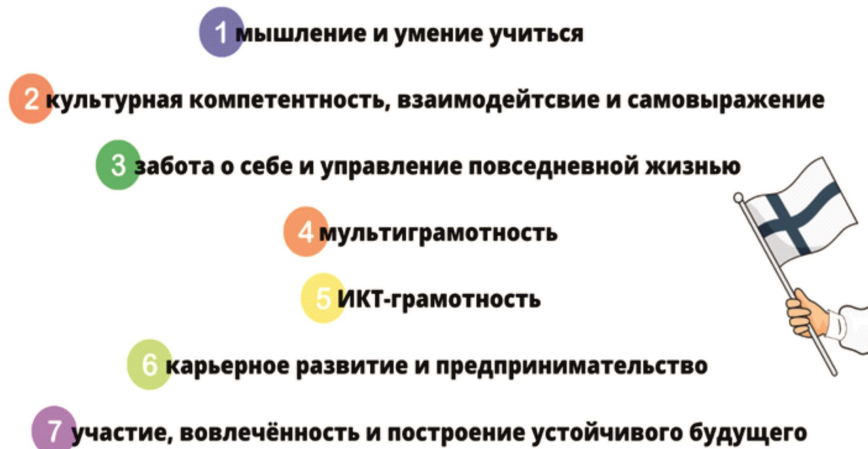 1 мышление и умение учиться
2 культурная компетентность, взаимодейтсвие и самовыражение
3 забота о себе и управление повседневной жизнью
4 мультиграмотность
5 ИКТ-грамотность
6 карьерное развитие и предпринимательство
7 участие, вовлечённость и построение устойчивого будущего